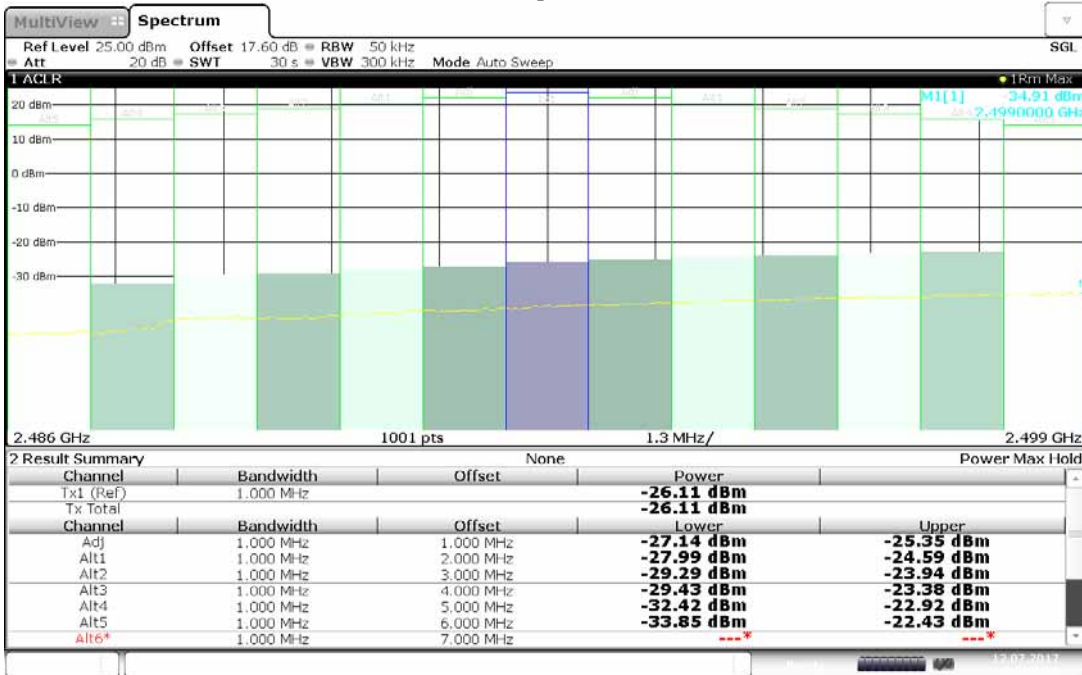 MultiView Spectrum
Ref Level 25.00 dBm Offset 17.60 dB RBW 50 kHz SGL
Att 20 dB SWT 30 s VBW 300 kHz Mode Auto Sweep
1 ACLR 1Rm Max
M1[1] -34.91 dBm
2.4990000 GHz
20 dBm
10 dBm
0 dBm
-10 dBm
-20 dBm
-30 dBm
2.486 GHz 1001 pts 1.3 MHz/ 2.499 GHz
2 Result Summary None Power Max Hold
Channel Bandwidth Offset Power
Tx1 (Ref) 1.000 MHz -26.11 dBm
Tx Total -26.11 dBm
Channel Bandwidth Offset Lower Upper
Adj 1.000 MHz 1.000 MHz -27.14 dBm -25.35 dBm
Alt1 1.000 MHz 2.000 MHz -27.99 dBm -24.59 dBm
Alt2 1.000 MHz 3.000 MHz -29.29 dBm -23.94 dBm
Alt3 1.000 MHz 4.000 MHz -29.43 dBm -23.38 dBm
Alt4 1.000 MHz 5.000 MHz -32.42 dBm -22.92 dBm
Alt5 1.000 MHz 6.000 MHz -33.85 dBm -22.43 dBm
Alt6* 1.000 MHz 7.000 MHz ---* ---*
12.07.2017